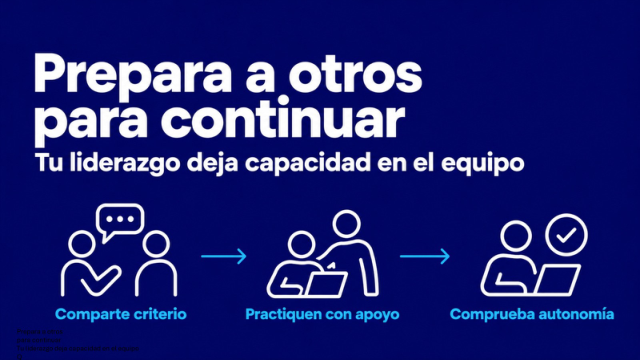 Prepara a otros
para continuar
Tu liderazgo deja capacidad en el equipo
Comparte criterio
Practiquen con apoyo
Comprueba autonomía